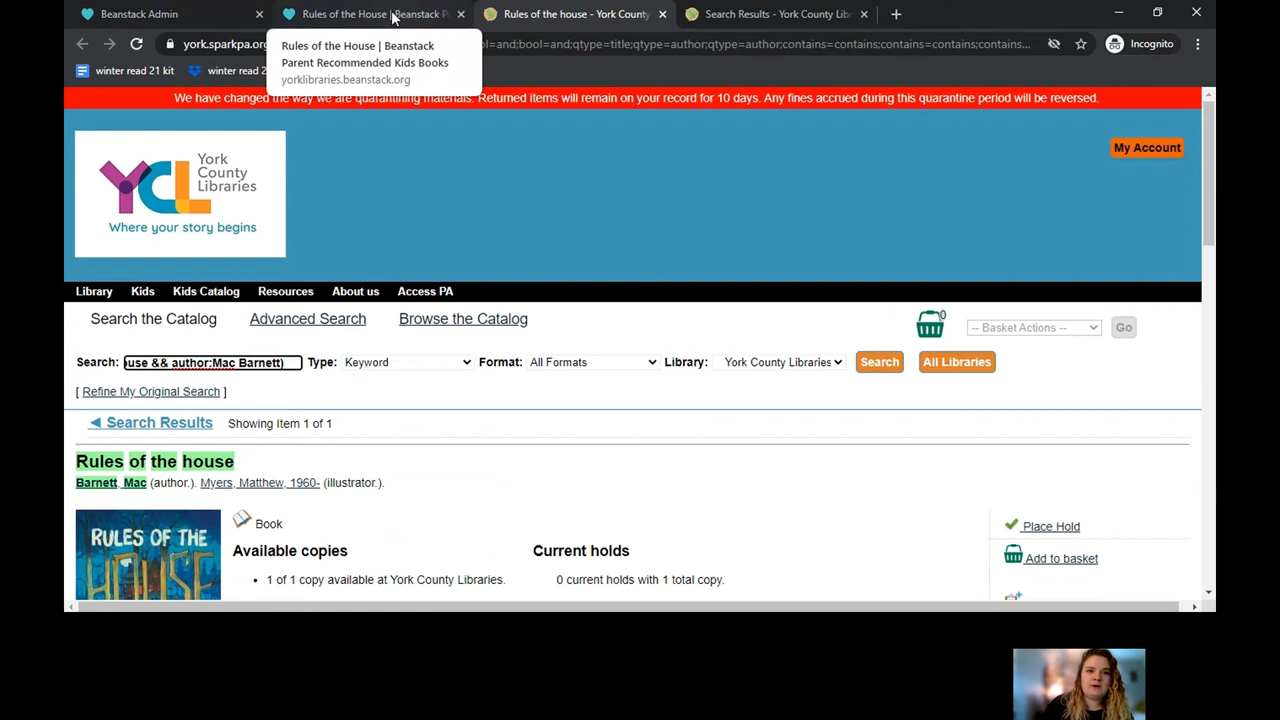 Beanstack Admin
Rules of the House | Beanstack P
Rules of the house - York County
Search Results - York County Lib
york.sparkpa.org
ol=and;bool=and;qtype=title;qtype=author;qtype=author;contains=contains;contains=contains;contains=contains...
Incognito
Rules of the House | Beanstack
Parent Recommended Kids Books
yorklibraries.beanstack.org
winter read 21 kit
winter read 2
We have changed the way we are quarantining materials. Returned items will remain on your record for 10 days. Any fines accrued during this quarantine period will be reversed.
My Account
YCL
York
County
Libraries
Where your story begins
Library Kids Kids Catalog Resources About us Access PA
Search the Catalog Advanced Search Browse the Catalog
0
-- Basket Actions -- Go
Search: use && author:Mac Barnett) Type: Keyword Format: All Formats Library: York County Libraries Search All Libraries
[ Refine My Original Search ]
◄ Search Results Showing Item 1 of 1
Rules of the house
Barnett, Mac (author.). Myers, Matthew, 1960- (illustrator.).
RULES OF THE
HOUSE
Book
Available copies
• 1 of 1 copy available at York County Libraries.
Current holds
0 current holds with 1 total copy.
Place Hold
Add to basket